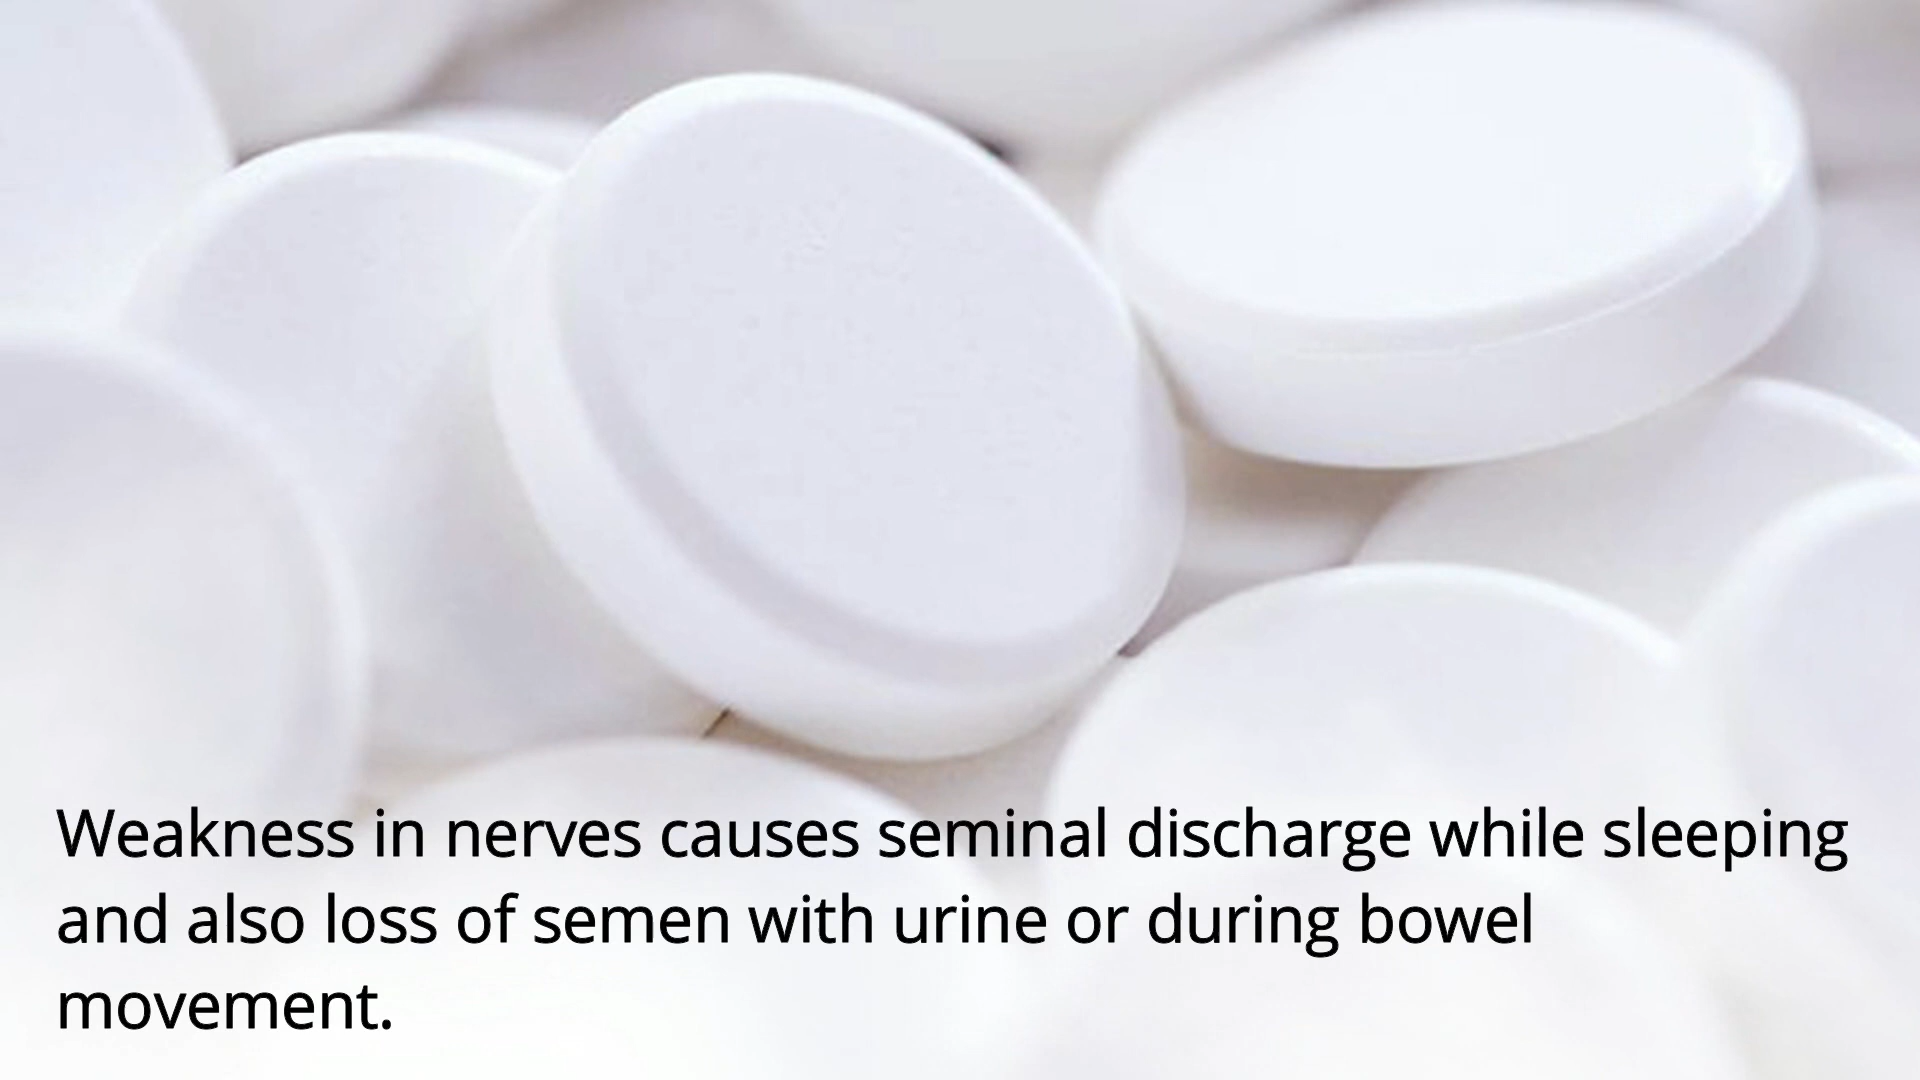 Weakness in nerves causes seminal discharge while sleeping
and also loss of semen with urine or during bowel
movement.